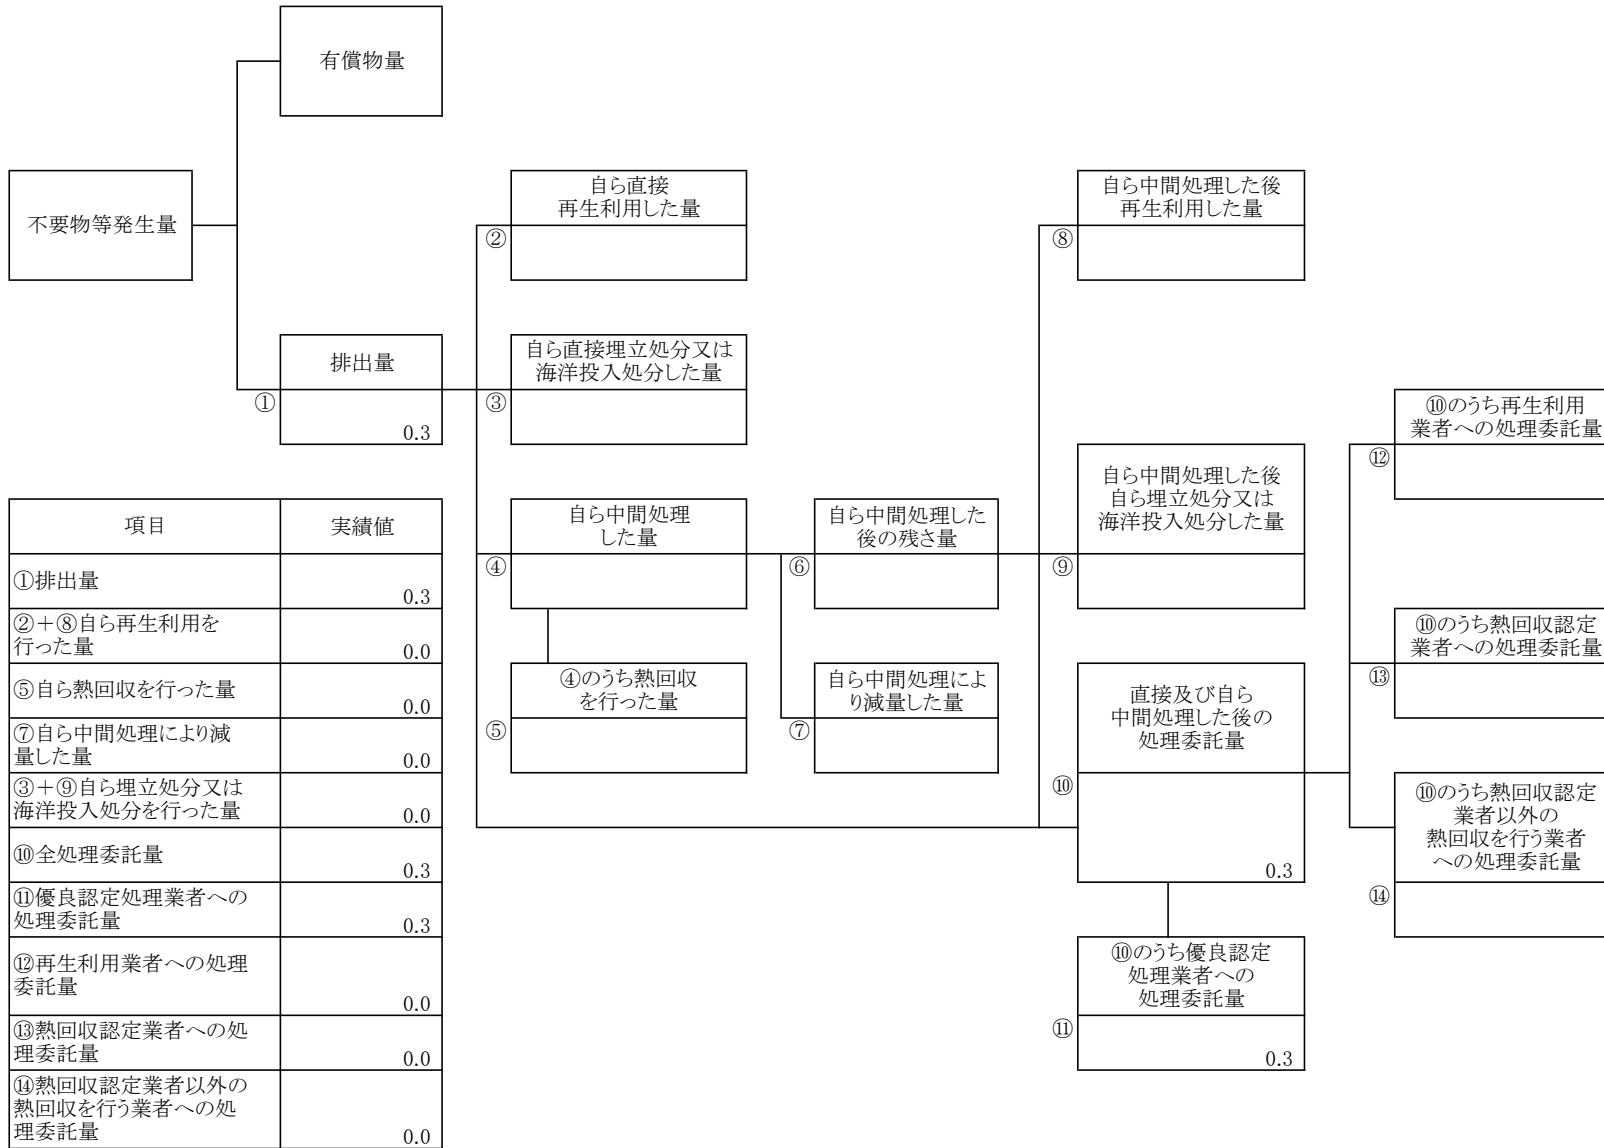 有償物量
不要物等発生量
自ら直接
再生利用した量
②
自ら中間処理した後
再生利用した量
⑧
排出量
①
0.3
自ら直接埋立処分又は
海洋投入処分した量
③
⑩のうち再生利用
業者への処理委託量
⑫
自ら中間処理
した量
④
自ら中間処理した
後の残さ量
⑥
自ら中間処理した後
自ら埋立処分又は
海洋投入処分した量
⑨
⑩のうち熱回収認定
業者への処理委託量
⑬
④のうち熱回収
を行った量
⑤
自ら中間処理によ
り減量した量
⑦
直接及び自ら
中間処理した後の
処理委託量
⑩
0.3
⑩のうち熱回収認定
業者以外の
熱回収を行う業者
への処理委託量
⑭
⑩のうち優良認定
処理業者への
処理委託量
⑪
0.3
項目 実績値
①排出量
0.3
②＋⑧自ら再生利用を
行った量
0.0
⑤自ら熱回収を行った量
0.0
⑦自ら中間処理により減
量した量
0.0
③＋⑨自ら埋立処分又は
海洋投入処分を行った量
0.0
⑩全処理委託量
0.3
⑪優良認定処理業者への
処理委託量
0.3
⑫再生利用業者への処理
委託量
0.0
⑬熱回収認定業者への処
理委託量
0.0
⑭熱回収認定業者以外の
熱回収を行う業者への処
理委託量
0.0